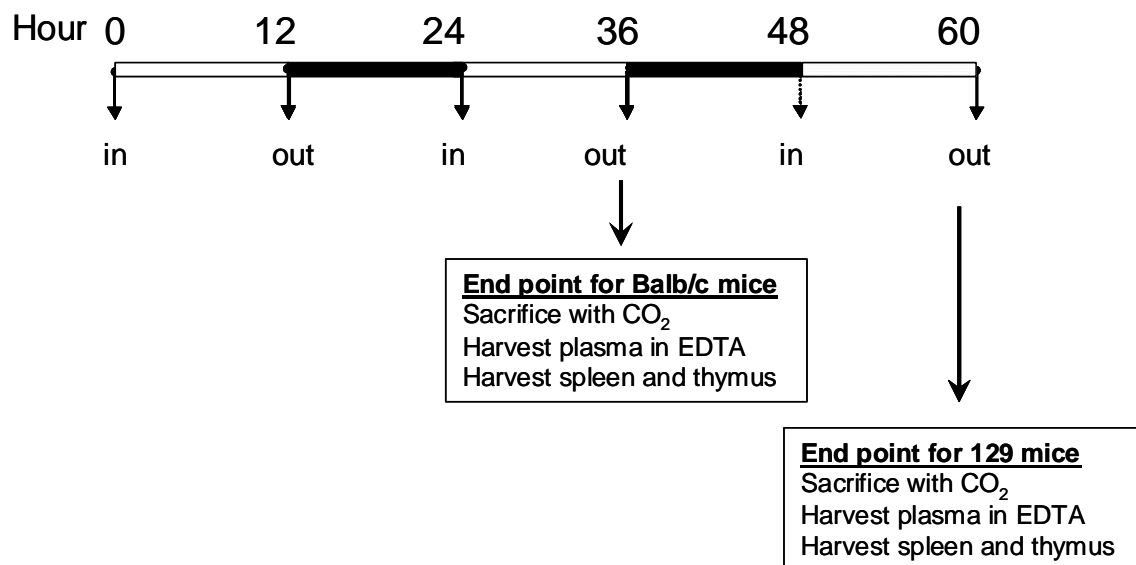 Hour 0 12 24 36 48 60
in out in out in out
End point for Balb/c mice
Sacrifice with CO₂
Harvest plasma in EDTA
Harvest spleen and thymus
End point for 129 mice
Sacrifice with CO₂
Harvest plasma in EDTA
Harvest spleen and thymus